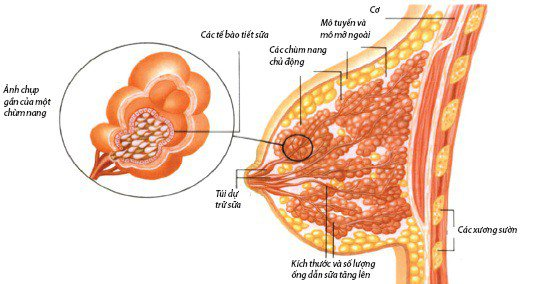 Cơ
Mô tuyến và
mô mỡ ngoài
Các tế bào tiết sữa
Các chùm nang
chủ động
Ảnh chụp
gần của một
chùm nang
Túi dự
trữ sữa
Các xương sườn
Kích thước và số lượng
ống dẫn sữa tăng lên